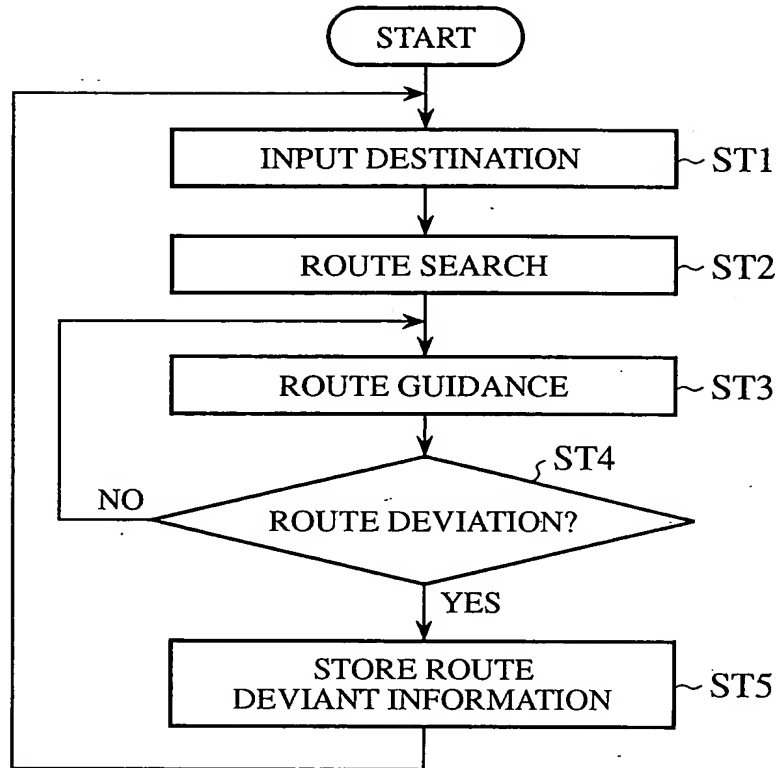 START
INPUT DESTINATION
ST1
ROUTE SEARCH
ST2
ROUTE GUIDANCE
ST3
ST4
NO
ROUTE DEVIATION?
YES
STORE ROUTE
DEVIANT INFORMATION
ST5